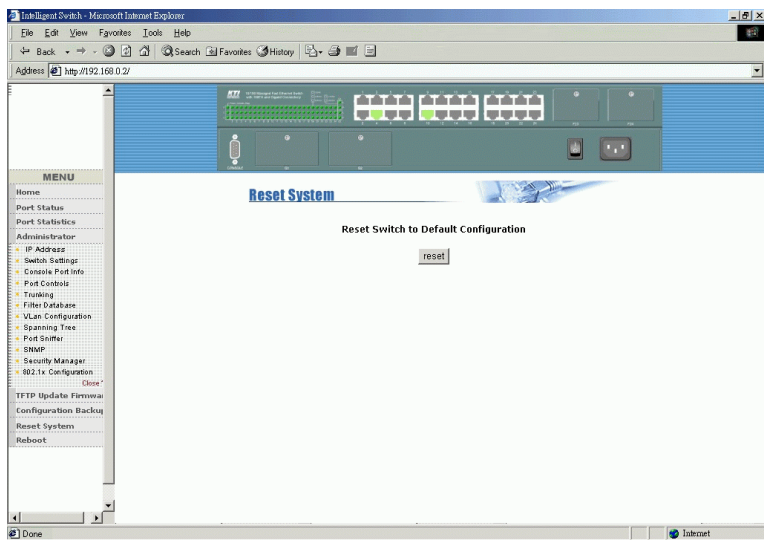 Intelligent Switch - Microsoft Internet Explorer
File Edit View Favorites Tools Help
Back Search Favorites History
Address http://192.168.0.2/
CONSOLE
MENU
Home
Port Status
Port Statistics
Administrator
IP Address
Switch Settings
Console Port Info
Port Controls
Trunking
Filter Database
VLan Configuration
Spanning Tree
Port Sniffer
SNMP
Security Manager
802.1x Configuration
Close
TFTP Update Firmwa
Configuration Backup
Reset System
Reboot
Reset System
Reset Switch to Default Configuration
reset
Done
Internet